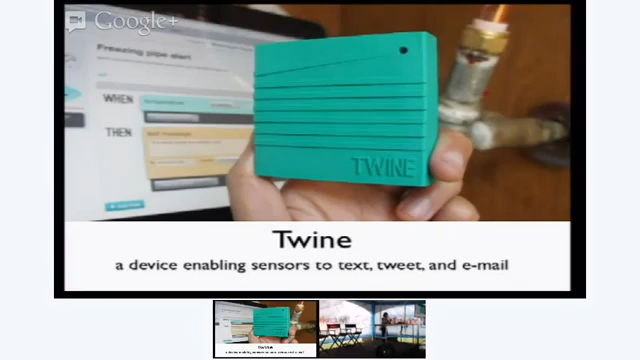 Google+
Freezing pipe alert
WHEN
THEN
TWINE
Twine
a device enabling sensors to text, tweet, and e-mail